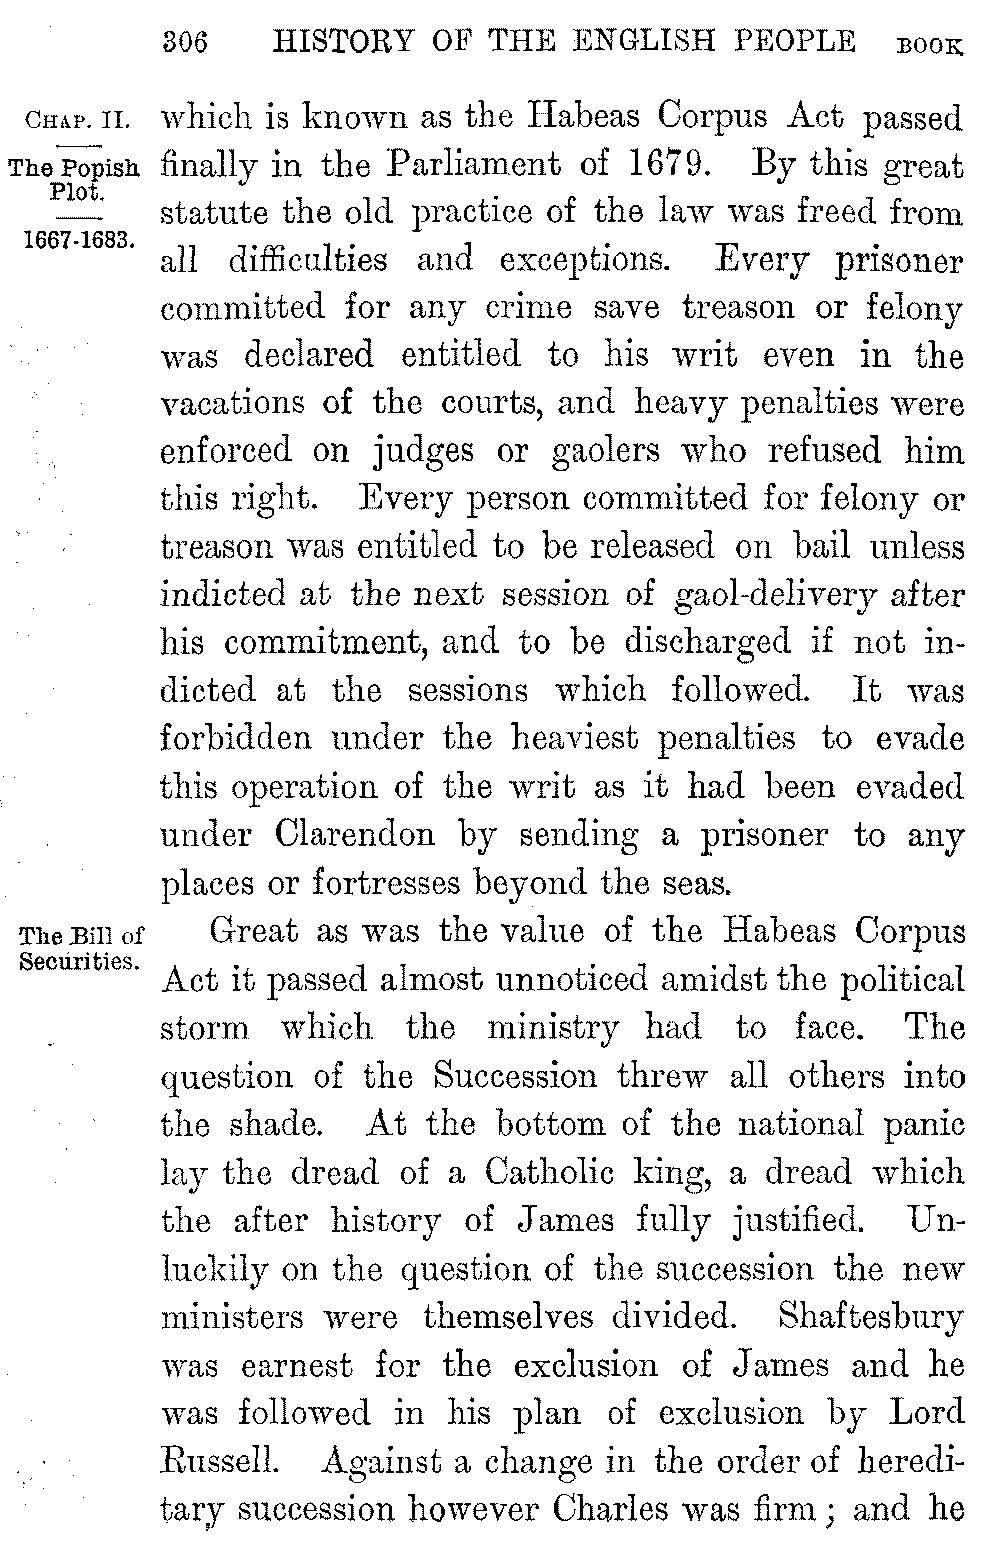 306 HISTORY OF THE ENGLISH PEOPLE BOOK
CHAP. II.
The Popish
Plot.
1667-1683.
which is known as the Habeas Corpus Act passed
finally in the Parliament of 1679. By this great
statute the old practice of the law was freed from
all difficulties and exceptions. Every prisoner
committed for any crime save treason or felony
was declared entitled to his writ even in the
vacations of the courts, and heavy penalties were
enforced on judges or gaolers who refused him
this right. Every person committed for felony or
treason was entitled to be released on bail unless
indicted at the next session of gaol-delivery after
his commitment, and to be discharged if not in-
dicted at the sessions which followed. It was
forbidden under the heaviest penalties to evade
this operation of the writ as it had been evaded
under Clarendon by sending a prisoner to any
places or fortresses beyond the seas.
The Bill of
Securities.
Great as was the value of the Habeas Corpus
Act it passed almost unnoticed amidst the political
storm which the ministry had to face. The
question of the Succession threw all others into
the shade. At the bottom of the national panic
lay the dread of a Catholic king, a dread which
the after history of James fully justified. Un-
luckily on the question of the succession the new
ministers were themselves divided. Shaftesbury
was earnest for the exclusion of James and he
was followed in his plan of exclusion by Lord
Russell. Against a change in the order of heredi-
tary succession however Charles was firm; and he